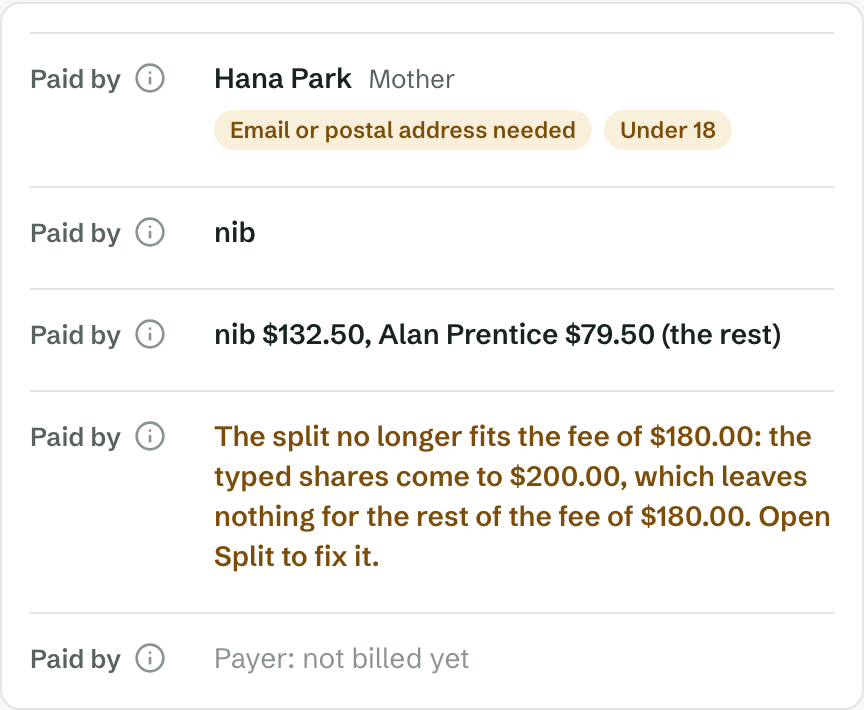 Paid by Hana Park Mother
Email or postal address needed Under 18
Paid by nib
Paid by nib $132.50, Alan Prentice $79.50 (the rest)
Paid by The split no longer fits the fee of $180.00: the
typed shares come to $200.00, which leaves
nothing for the rest of the fee of $180.00. Open
Split to fix it.
Paid by Payer: not billed yet